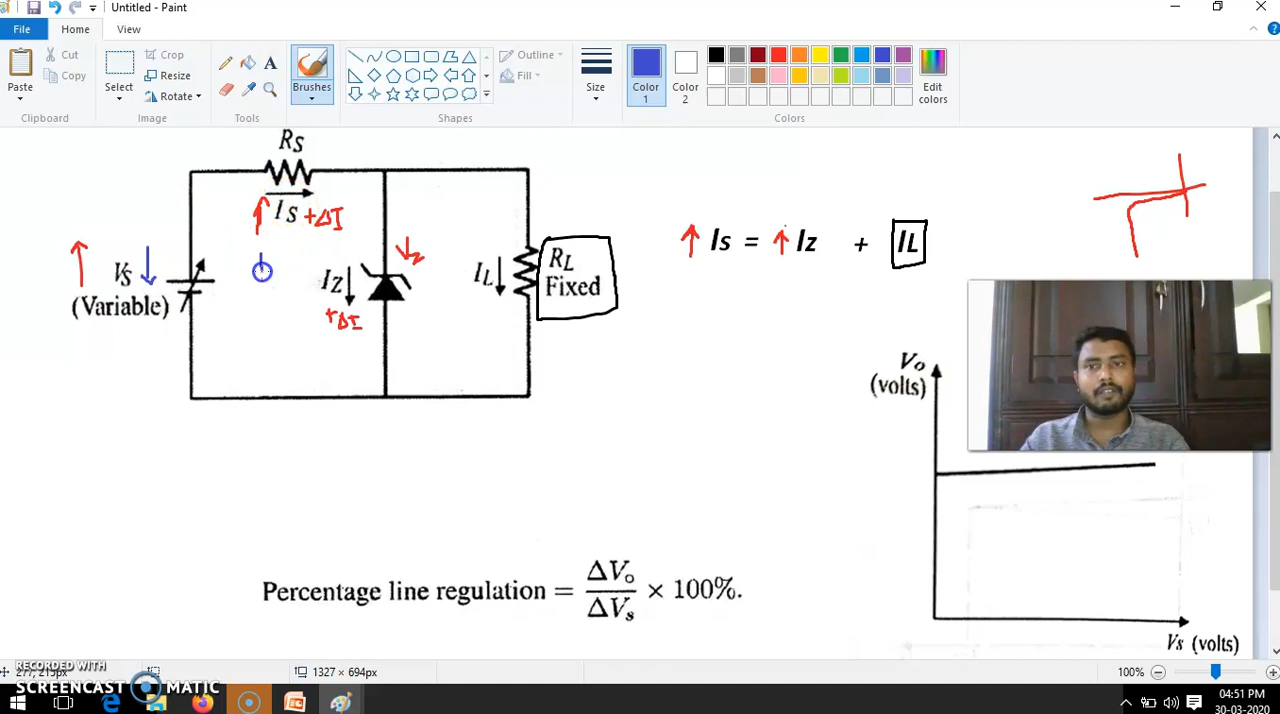 Untitled - Paint
File Home View
Paste Cut Copy Clipboard
Select Crop Resize Rotate Image
A Tools
Brushes
Outline Fill Shapes
Size
Color 1 Color 2 Edit colors Colors
RS
IS +ΔI
VS
(Variable)
IZ
+ΔI
IL
RL
Fixed
IS = IZ + IL
Vo
(volts)
Percentage line regulation = ΔVo/ΔVs × 100%.
Vs (volts)
277, 215px
1327 × 694px
100%
RECORDED WITH
SCREENCAST MATIC
04:51 PM
30-03-2020